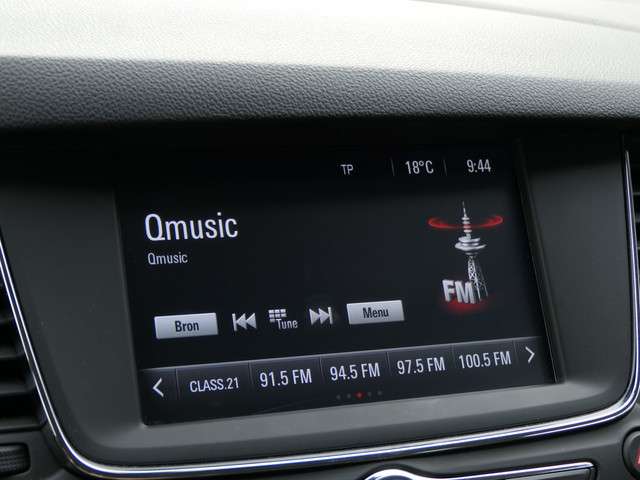 TP 18°C 9:44
Qmusic
Qmusic
FM
Bron Tune Menu
CLASS.21 91.5 FM 94.5 FM 97.5 FM 100.5 FM